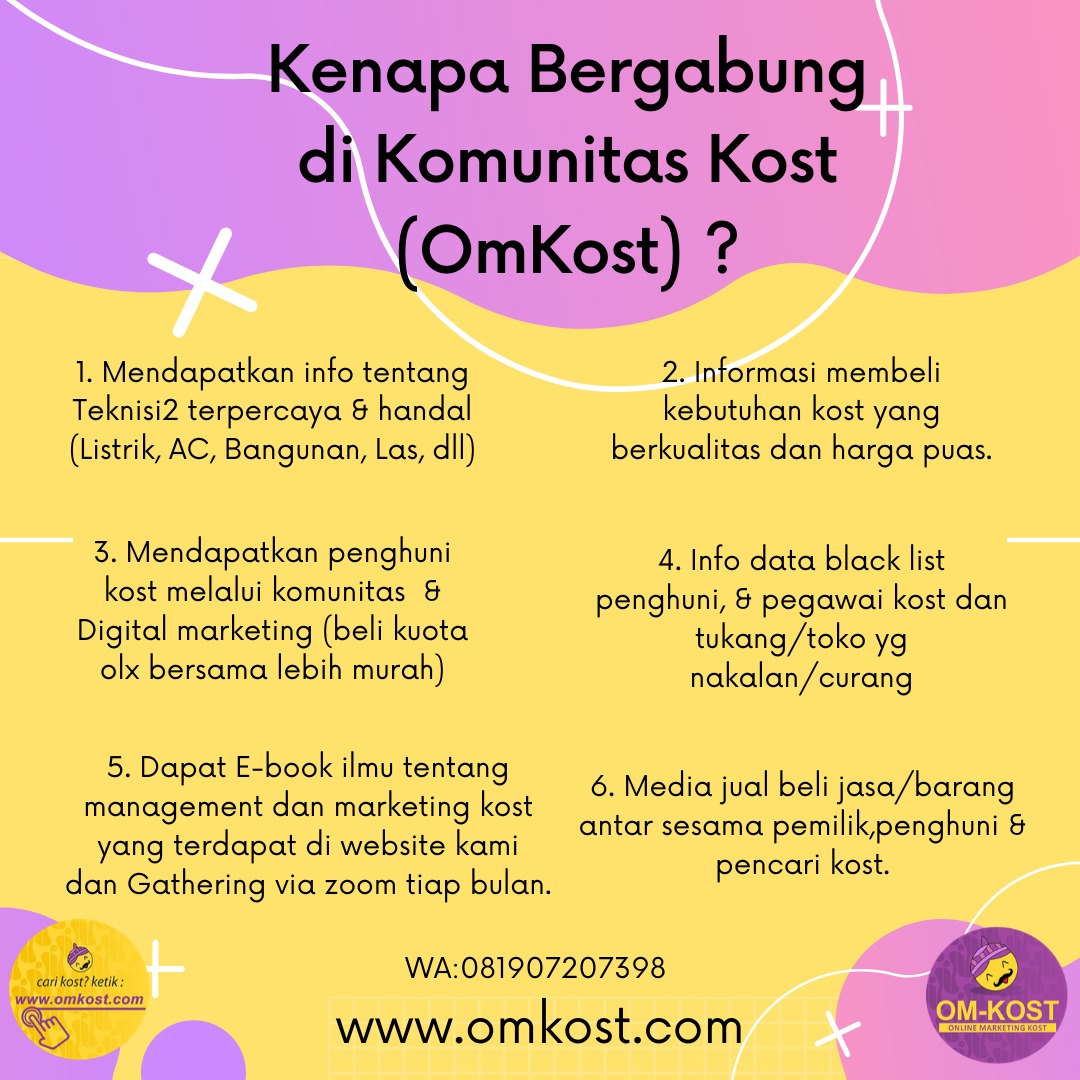 Kenapa Bergabung
di Komunitas Kost
(OmKost) ?
1. Mendapatkan info tentang
Teknisi2 terpercaya & handal
(Listrik, AC, Bangunan, Las, dll)
2. Informasi membeli
kebutuhan kost yang
berkualitas dan harga puas.
3. Mendapatkan penghuni
kost melalui komunitas &
Digital marketing (beli kuota
olx bersama lebih murah)
4. Info data black list
penghuni, & pegawai kost dan
tukang/toko yg
nakalan/curang
5. Dapat E-book ilmu tentang
management dan marketing kost
yang terdapat di website kami
dan Gathering via zoom tiap bulan.
6. Media jual beli jasa/barang
antar sesama pemilik,penghuni &
pencari kost.
cari kost? ketik :
www.omkost.com
WA:081907207398
www.omkost.com
OM-KOST
ONLINE MARKETING KOST